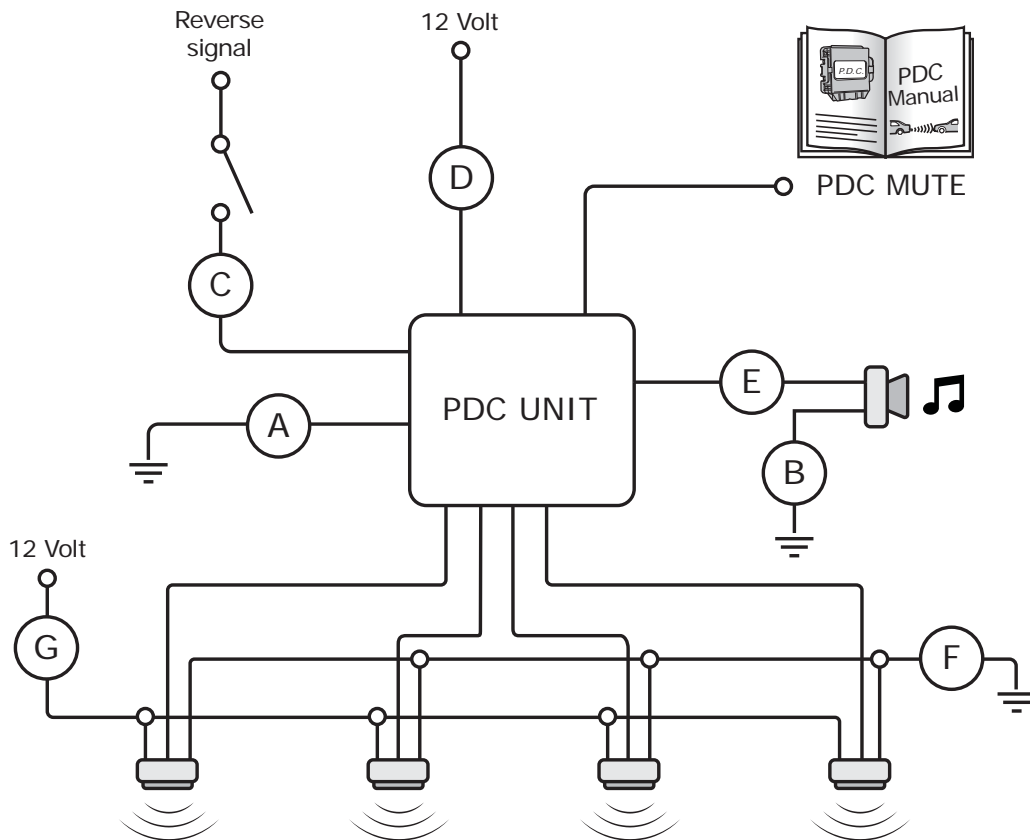 Reverse
signal
12 Volt
P.D.C.
PDC
Manual
PDC MUTE
D
C
E
PDC UNIT
A
B
12 Volt
G
F